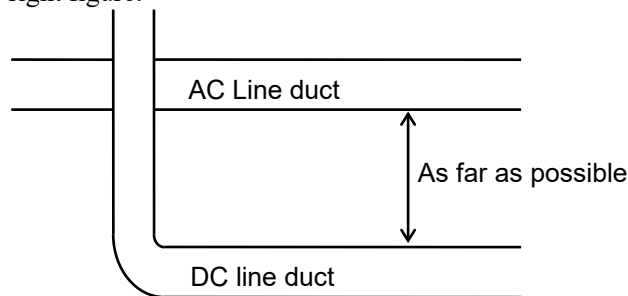 right figure.
AC Line duct
As far as possible
DC line duct